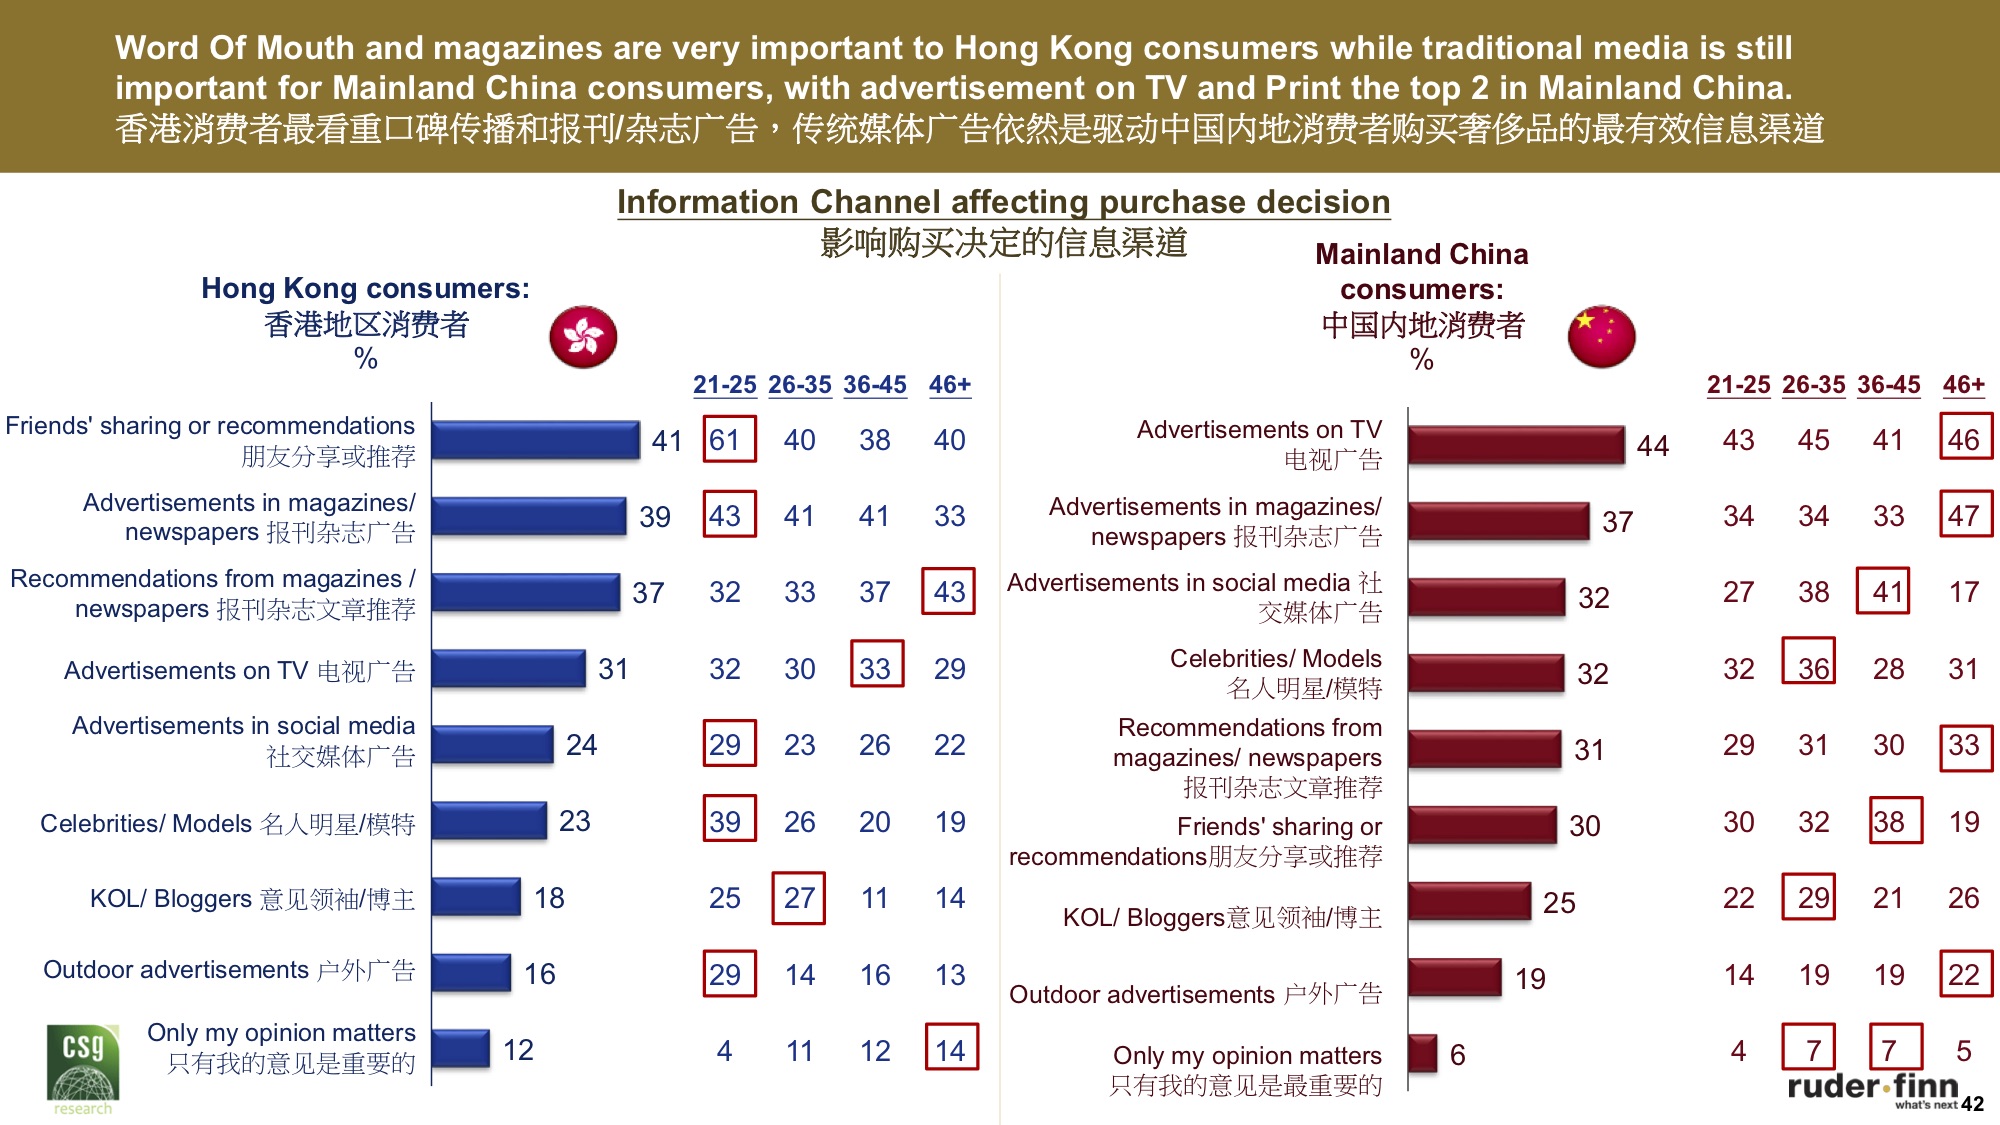 Word Of Mouth and magazines are very important to Hong Kong consumers while traditional media is still
important for Mainland China consumers, with advertisement on TV and Print the top 2 in Mainland China.
香港消费者最看重口碑传播和报刊/杂志广告，传统媒体广告依然是驱动中国内地消费者购买奢侈品的最有效信息渠道
Information Channel affecting purchase decision
影响购买决定的信息渠道
Hong Kong consumers:
香港地区消费者
%
21-25 26-35 36-45 46+
Friends' sharing or recommendations
朋友分享或推荐
41 61 40 38 40
Advertisements in magazines/
newspapers 报刊杂志广告
39 43 41 41 33
Recommendations from magazines /
newspapers 报刊杂志文章推荐
37 32 33 37 43
Advertisements on TV 电视广告
31 32 30 33 29
Advertisements in social media
社交媒体广告
24 29 23 26 22
Celebrities/ Models 名人明星/模特
23 39 26 20 19
KOL/ Bloggers 意见领袖/博主
18 25 27 11 14
Outdoor advertisements 户外广告
16 29 14 16 13
Only my opinion matters
只有我的意见是重要的
12 4 11 12 14
csg
research
Mainland China
consumers:
中国内地消费者
%
21-25 26-35 36-45 46+
Advertisements on TV
电视广告
44 43 45 41 46
Advertisements in magazines/
newspapers 报刊杂志广告
37 34 34 33 47
Advertisements in social media 社
交媒体广告
32 27 38 41 17
Celebrities/ Models
名人明星/模特
32 32 36 28 31
Recommendations from
magazines/ newspapers
报刊杂志文章推荐
31 29 31 30 33
Friends' sharing or
recommendations朋友分享或推荐
30 30 32 38 19
KOL/ Bloggers意见领袖/博主
25 22 29 21 26
Outdoor advertisements 户外广告
19 14 19 19 22
Only my opinion matters
只有我的意见是最重要的
6 4 7 7 5
ruder·finn
what's next
42